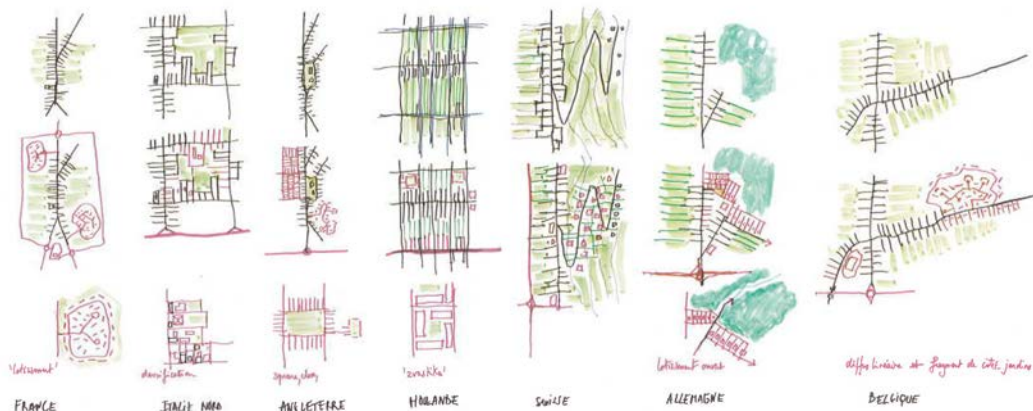 'lotissement'
densification
square, close,
'zvastika'
lotissement ouvert
diffus linéaire et fragment de cité-jardin
FRANCE
ITALIE NORD
ANGLETERRE
HOLLANDE
SUISSE
ALLEMAGNE
BELGIQUE